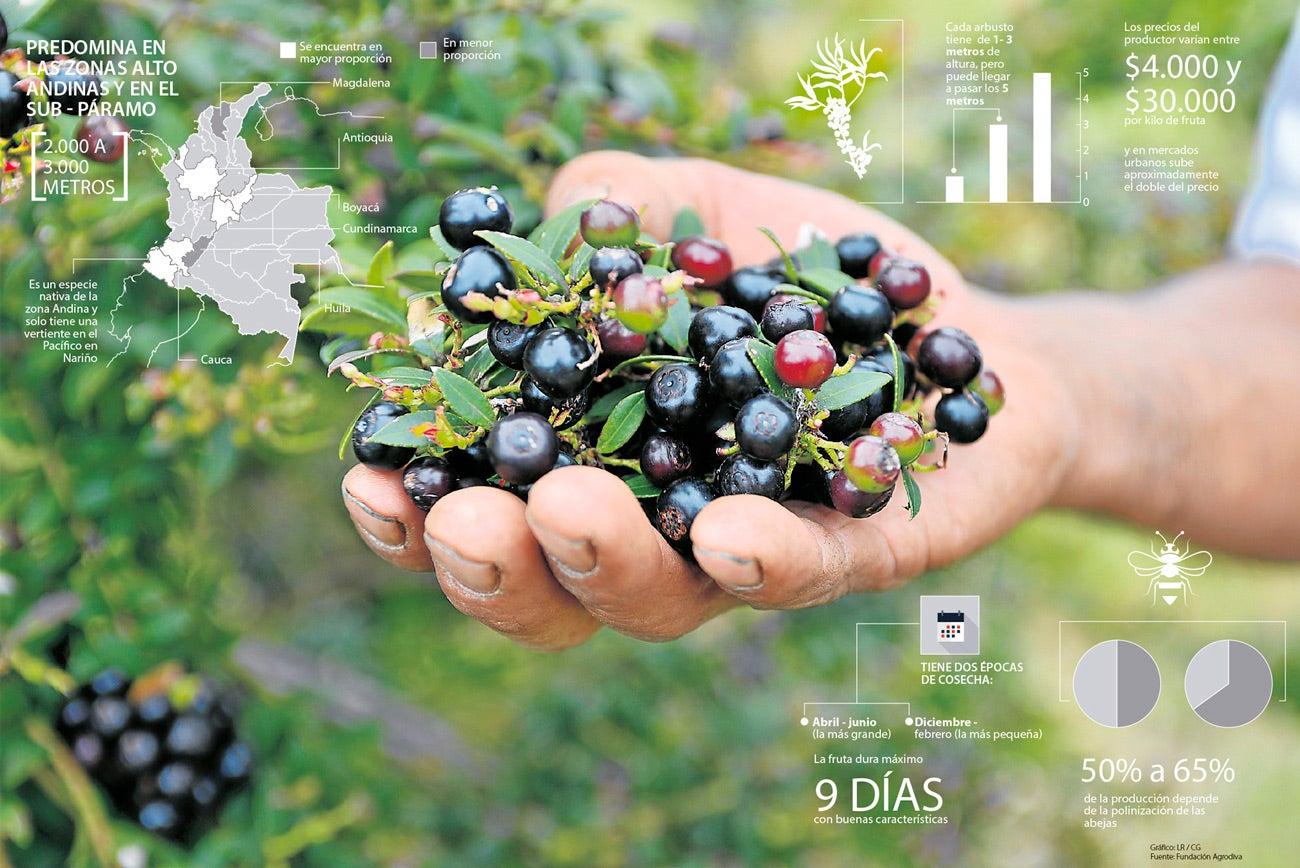 PREDOMINA EN
LAS ZONAS ALTO
ANDINAS Y EN EL
SUB - PÁRAMO
2.000 A
3.000
METROS
Se encuentra en
mayor proporción
En menor
proporción
Magdalena
Antioquia
Boyacá
Cundinamarca
Huila
Cauca
Es un especie
nativa de la
zona Andina y
solo tiene una
vertiente en el
Pacífico en
Nariño
Cada arbusto
tiene de 1- 3
metros de
altura, pero
puede llegar
a pasar los 5
metros
5
4
3
2
1
0
Los precios del
productor varían entre
$4.000 y
$30.000
por kilo de fruta
y en mercados
urbanos sube
aproximadamente
el doble del precio
TIENE DOS ÉPOCAS
DE COSECHA:
Abril - junio
(la más grande)
Diciembre -
febrero (la más pequeña)
La fruta dura máximo
9 DÍAS
con buenas características
50% a 65%
de la producción depende
de la polinización de las
abejas
Gráfico: LR / CG
Fuente: Fundación Agrodiva